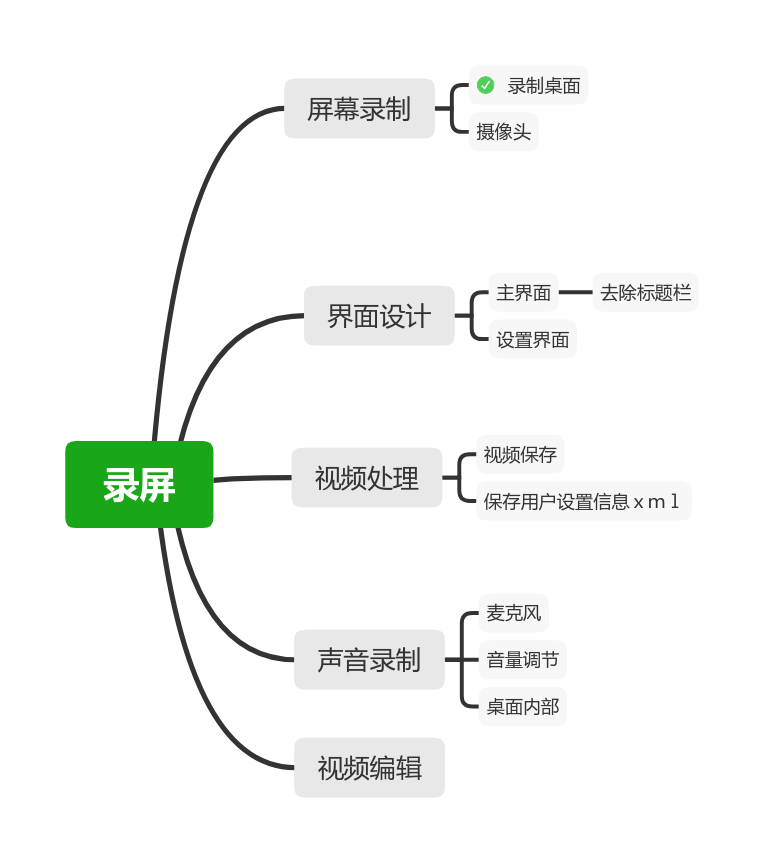 屏幕录制
录制桌面
摄像头
界面设计
主界面
去除标题栏
设置界面
录屏
视频处理
视频保存
保存用户设置信息ｘｍｌ
声音录制
麦克风
音量调节
桌面内部
视频编辑